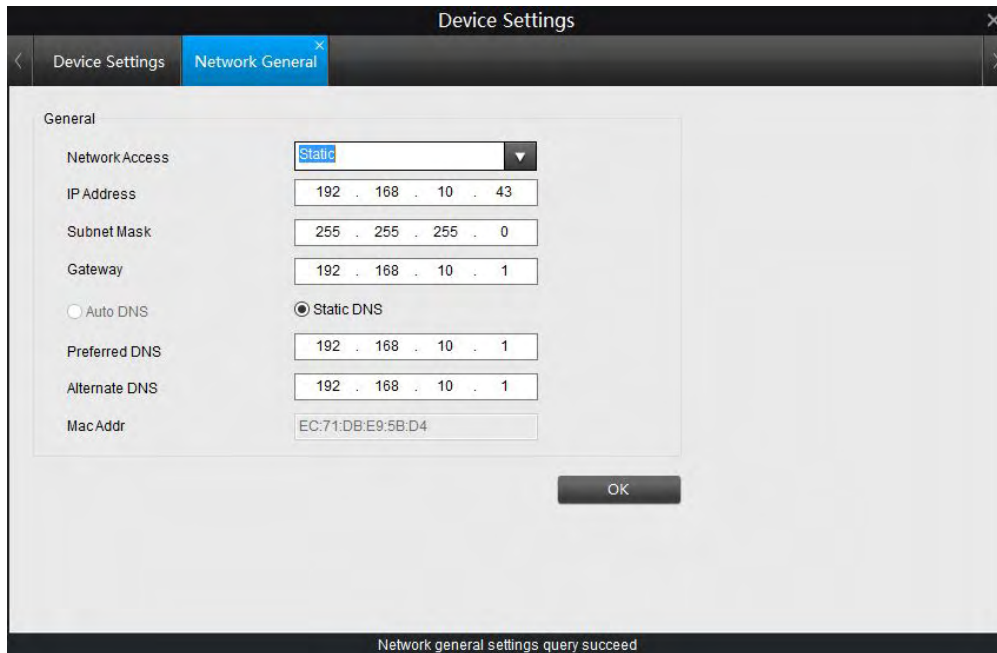 Device Settings
Device Settings Network General
General
Network Access Static
IP Address 192 . 168 . 10 . 43
Subnet Mask 255 . 255 . 255 . 0
Gateway 192 . 168 . 10 . 1
Auto DNS Static DNS
Preferred DNS 192 . 168 . 10 . 1
Alternate DNS 192 . 168 . 10 . 1
Mac Addr EC:71:DB:E9:5B:D4
OK
Network general settings query succeed